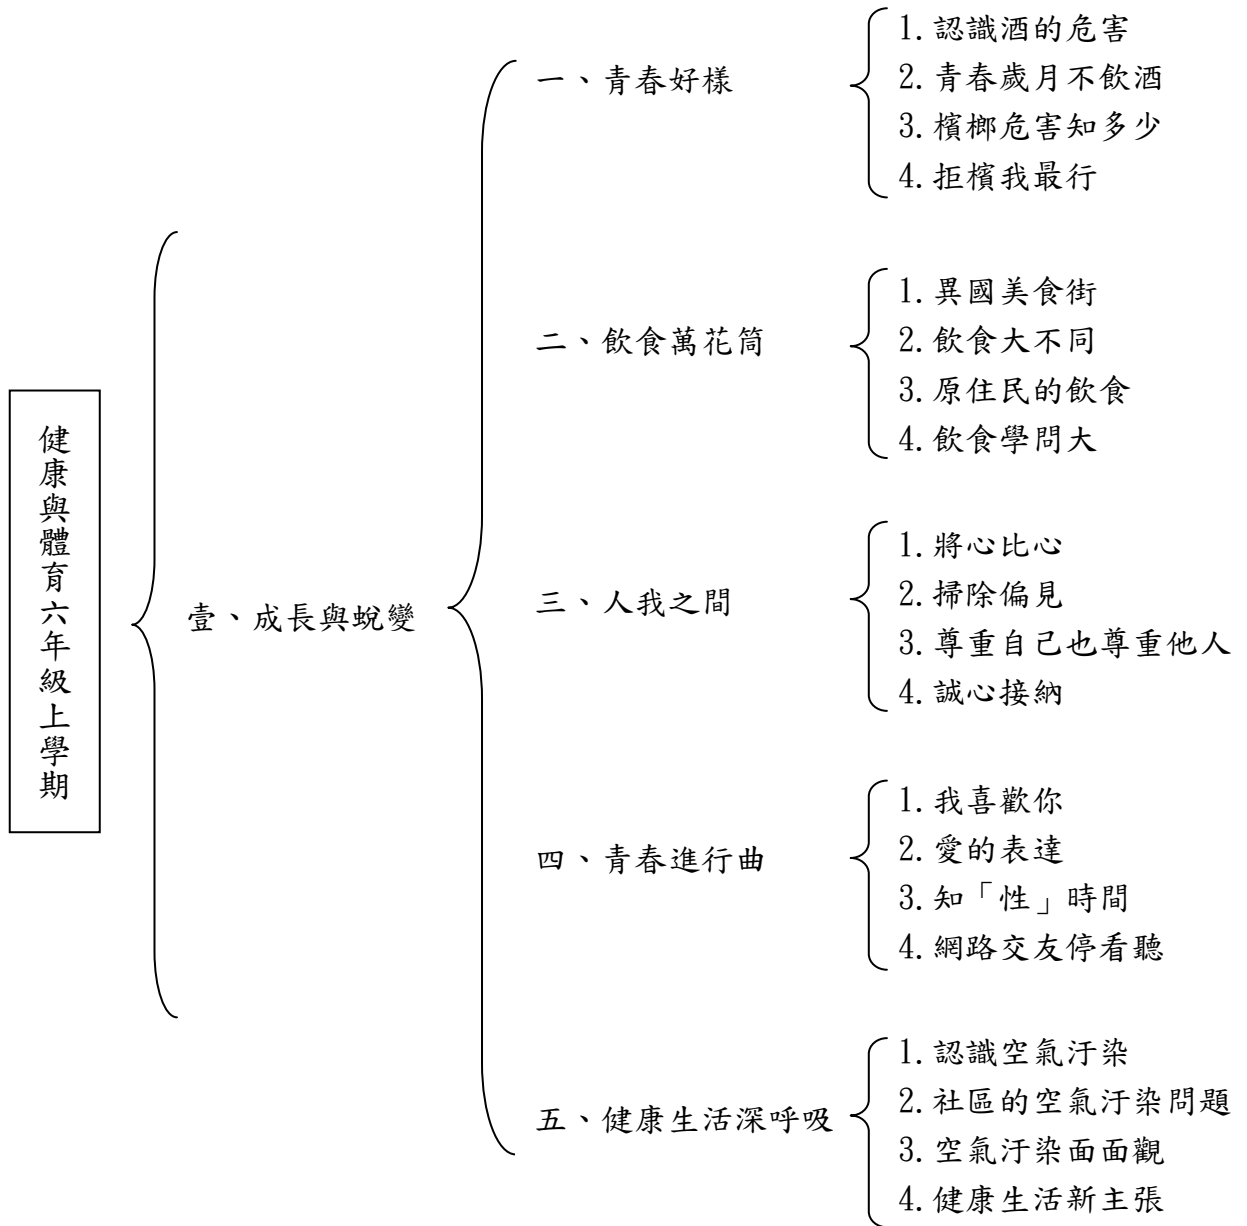 健康與體育六年級上學期
壹、成長與蛻變
一、青春好樣
1.認識酒的危害
2.青春歲月不飲酒
3.檳榔危害知多少
4.拒檳我最行
二、飲食萬花筒
1.異國美食街
2.飲食大不同
3.原住民的飲食
4.飲食學問大
三、人我之間
1.將心比心
2.掃除偏見
3.尊重自己也尊重他人
4.誠心接納
四、青春進行曲
1.我喜歡你
2.愛的表達
3.知「性」時間
4.網路交友停看聽
五、健康生活深呼吸
1.認識空氣汙染
2.社區的空氣汙染問題
3.空氣汙染面面觀
4.健康生活新主張